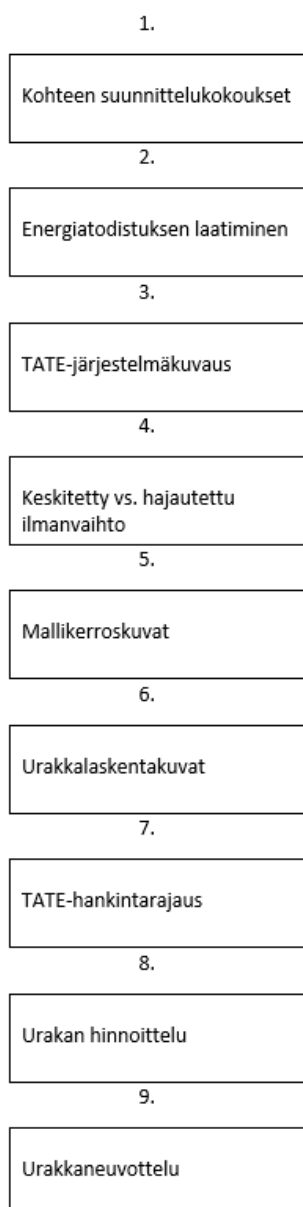 1.
Kohteen suunnittelukokoukset
2.
Energiatodistuksen laatiminen
3.
TATE-järjestelmäkuvaus
4.
Keskitetty vs. hajautettu
ilmanvaihto
5.
Mallikerroskuvat
6.
Urakkalaskentakuvat
7.
TATE-hankintarajaus
8.
Urakan hinnoittelu
9.
Urakkaneuvottelu